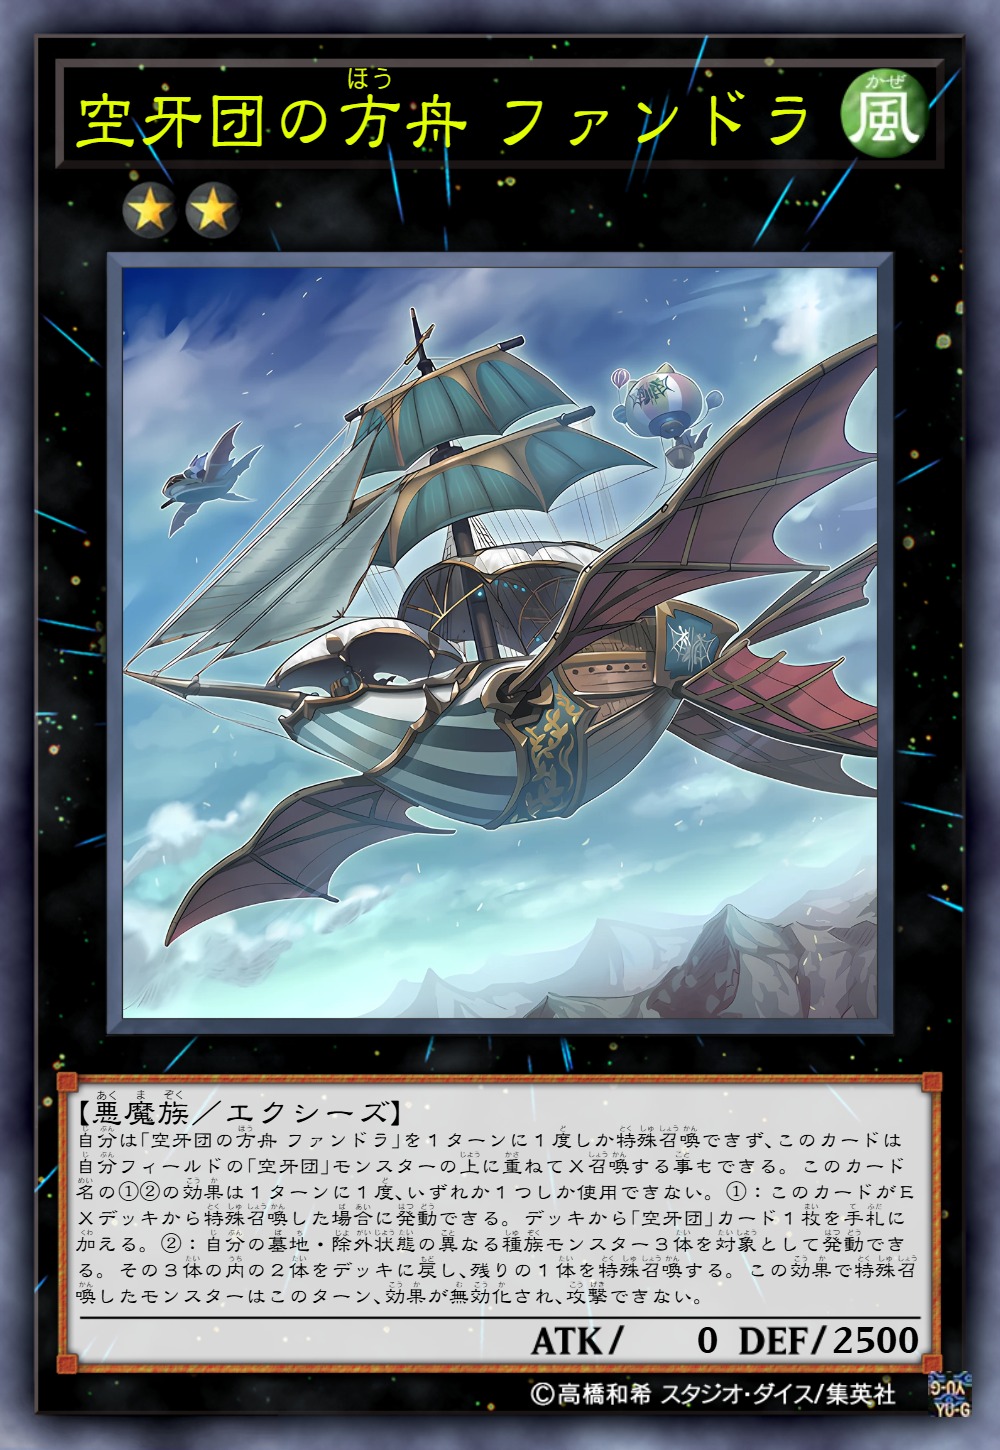 空牙団の方舟 ファンドラ
ほう
風
かぜ
【悪魔族／エクシーズ】
自分は「空牙団の方舟 ファンドラ」を１ターンに１度しか特殊召喚できず、このカードは
自分フィールドの「空牙団」モンスターの上に重ねてＸ召喚する事もできる。このカード
名の①②の効果は１ターンに１度、いずれか１つしか使用できない。①：このカードがＥ
Ｘデッキから特殊召喚した場合に発動できる。デッキから「空牙団」カード１枚を手札に
加える。②：自分の墓地・除外状態の異なる種族モンスター３体を対象として発動でき
る。その３体の内の２体をデッキに戻し、残りの１体を特殊召喚する。この効果で特殊召
喚したモンスターはこのターン、効果が無効化され、攻撃できない。
ATK/ 0 DEF/2500
©高橋和希 スタジオ・ダイス/集英社
YU-G